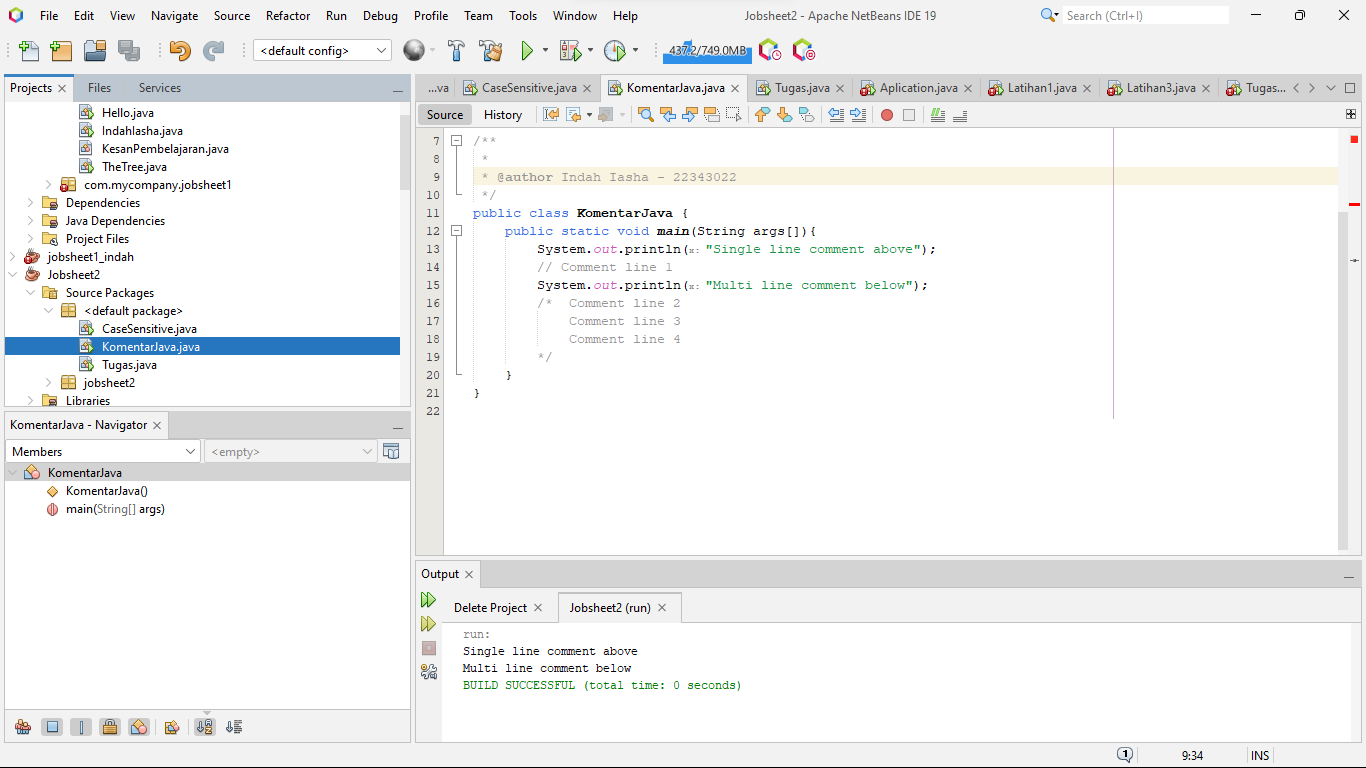 File Edit View Navigate Source Refactor Run Debug Profile Team Tools Window Help
Jobsheet2 - Apache NetBeans IDE 19
Search (Ctrl+I)
<default config>
437.2/749.0MB
Projects Files Services
Hello.java
IndahIasha.java
KesanPembelajaran.java
TheTree.java
com.mycompany.jobsheet1
Dependencies
Java Dependencies
Project Files
jobsheet1_indah
Jobsheet2
Source Packages
<default package>
CaseSensitive.java
KomentarJava.java
Tugas.java
jobsheet2
Libraries
KomentarJava - Navigator
Members
<empty>
KomentarJava
KomentarJava()
main(String[] args)
...va CaseSensitive.java KomentarJava.java Tugas.java Aplication.java Latihan1.java Latihan3.java Tugas...
Source History
7 /**
8 *
9 * @author Indah Iasha - 22343022
10 */
11 public class KomentarJava {
12 public static void main(String args[]){
13 System.out.println(x: "Single line comment above");
14 // Comment line 1
15 System.out.println(x: "Multi line comment below");
16 /* Comment line 2
17 Comment line 3
18 Comment line 4
19 */
20 }
21 }
22
Output
Delete Project Jobsheet2 (run)
run:
Single line comment above
Multi line comment below
BUILD SUCCESSFUL (total time: 0 seconds)
1
9:34 INS